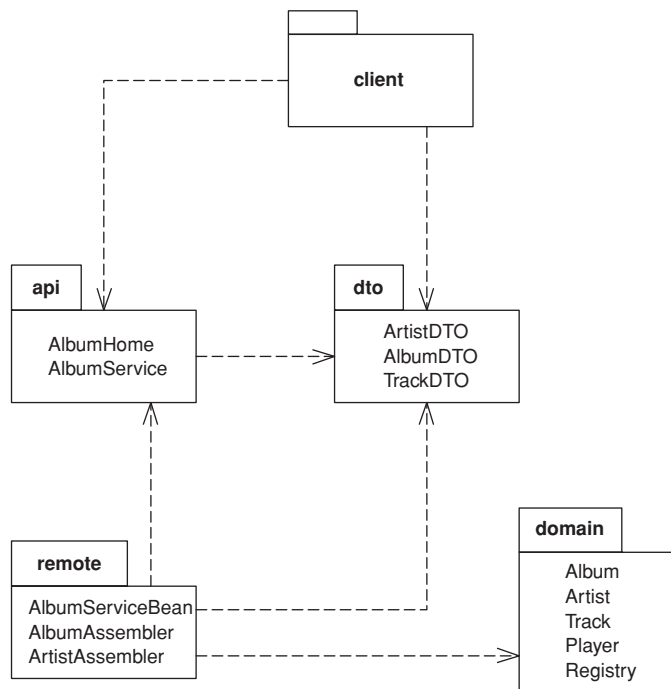 client
api
AlbumHome
AlbumService
dto
ArtistDTO
AlbumDTO
TrackDTO
remote
AlbumServiceBean
AlbumAssembler
ArtistAssembler
domain
Album
Artist
Track
Player
Registry